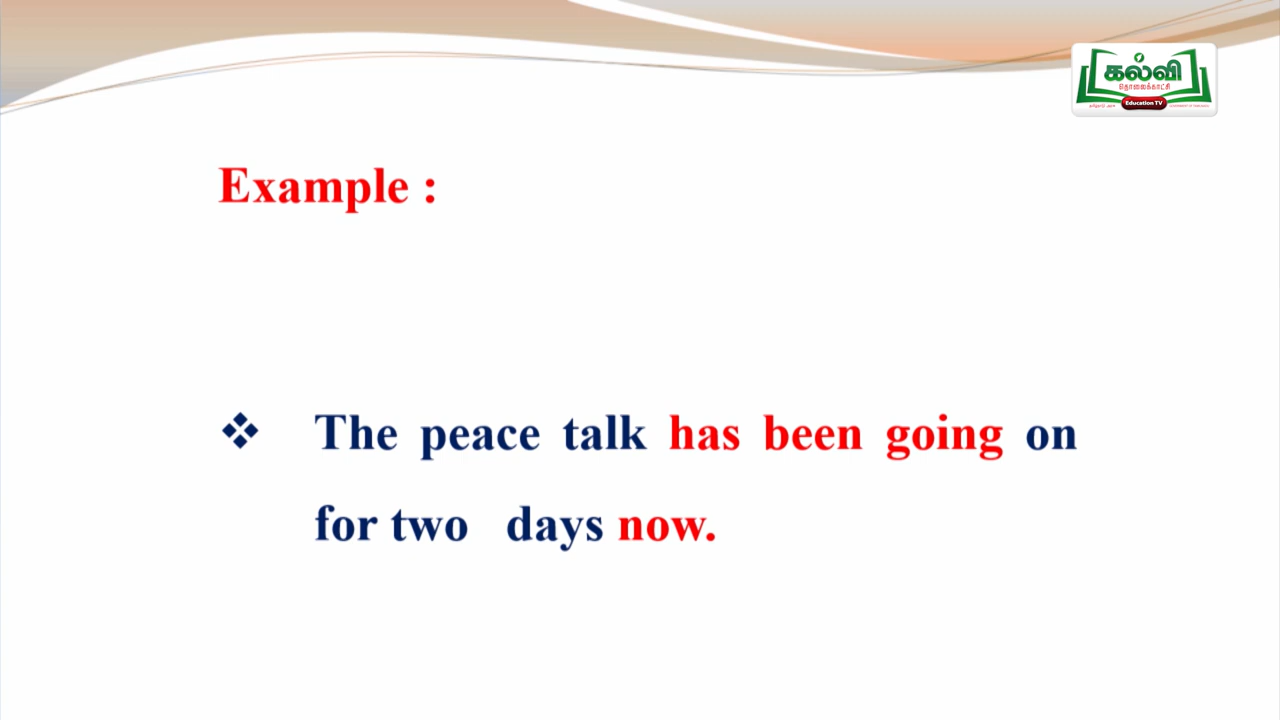 கல்வி
தொலைக்காட்சி
Education TV
Example :
❖ The peace talk has been going on
for two days now.